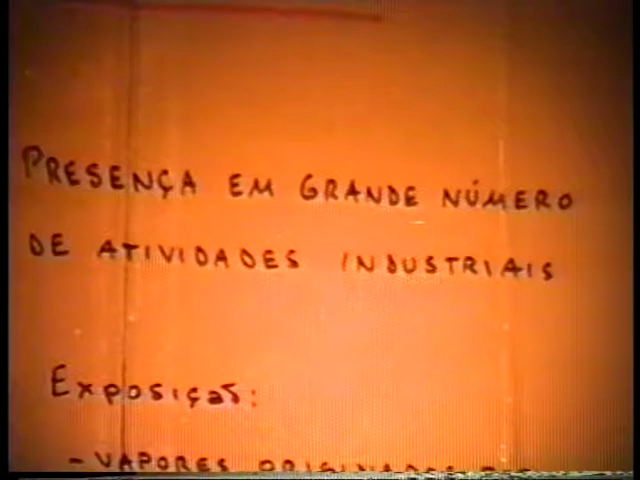 PRESENÇA EM GRANDE NÚMERO
DE ATIVIDADES INDUSTRIAIS
EXPOSIÇÃO:
- VAPORES